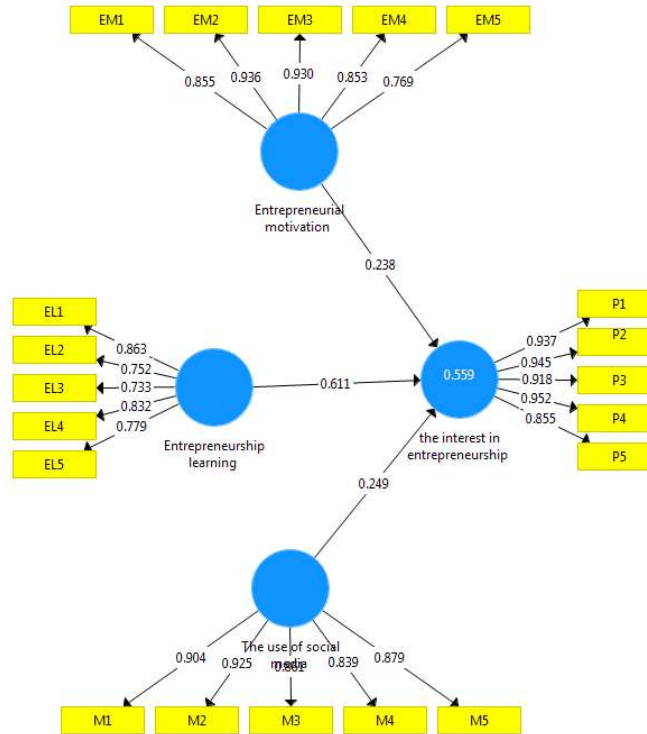 EM1 EM2 EM3 EM4 EM5
0.855 0.936 0.930 0.853 0.769
Entrepreneurial
motivation
0.238
EL1
EL2
EL3
EL4
EL5
0.863
0.752
0.733
0.832
0.779
Entrepreneurship
learning
0.611
0.559
the interest in
entrepreneurship
0.937
0.945
0.918
0.952
0.855
P1
P2
P3
P4
P5
0.249
The use of social
media
0.904 0.925 0.861 0.839 0.879
M1 M2 M3 M4 M5